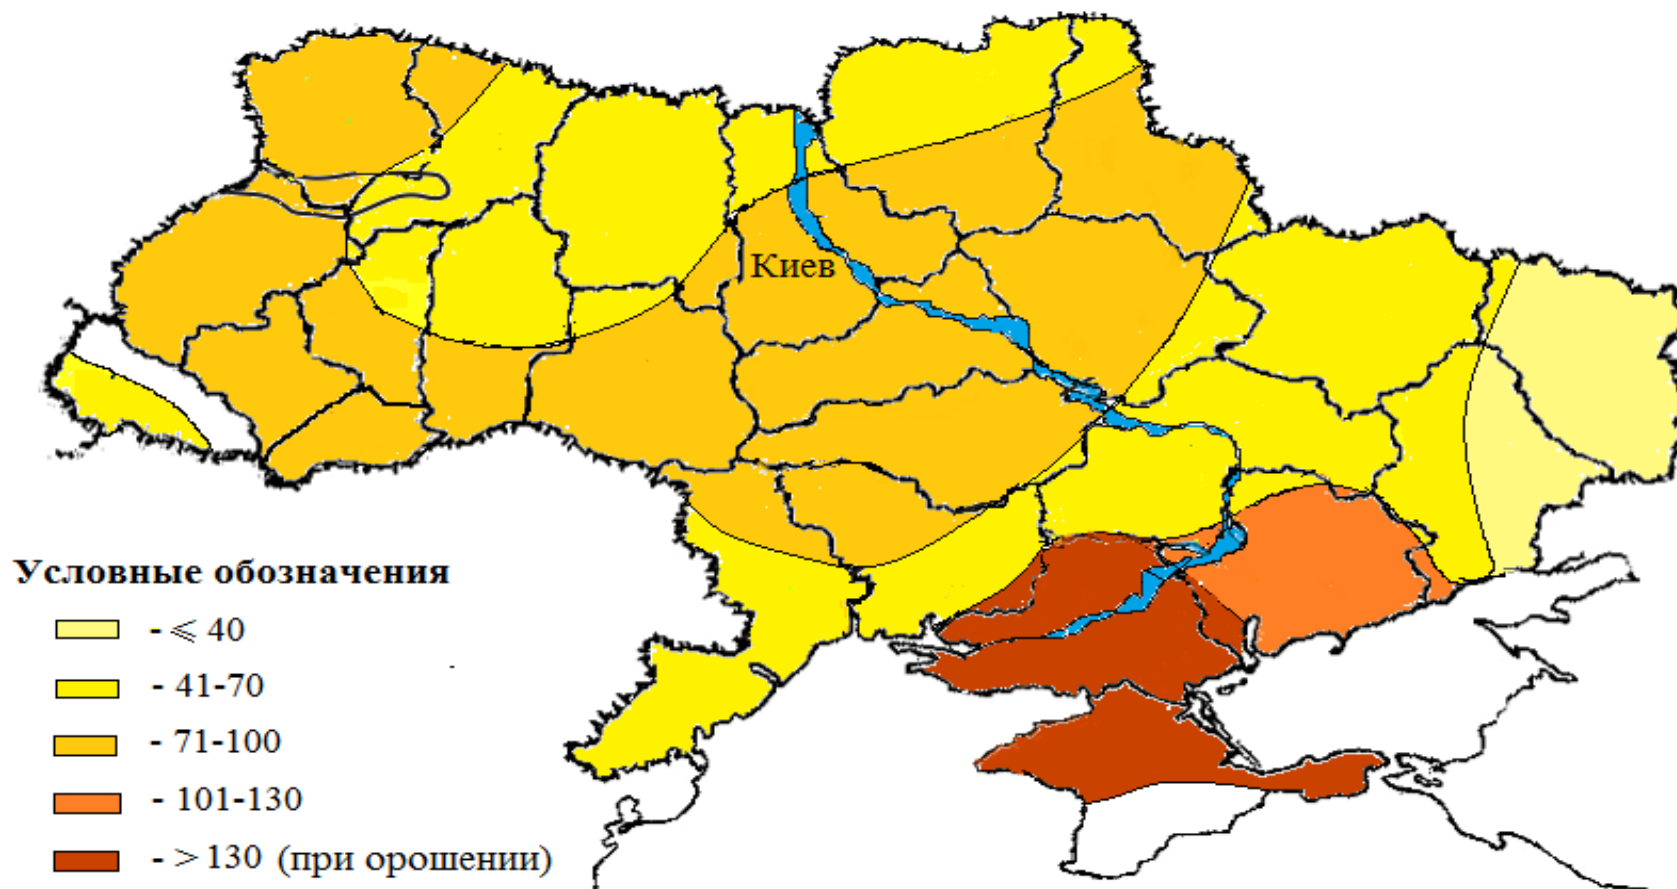 Киев
Условные обозначения
- ⩽ 40
- 41-70
- 71-100
- 101-130
- > 130 (при орошении)